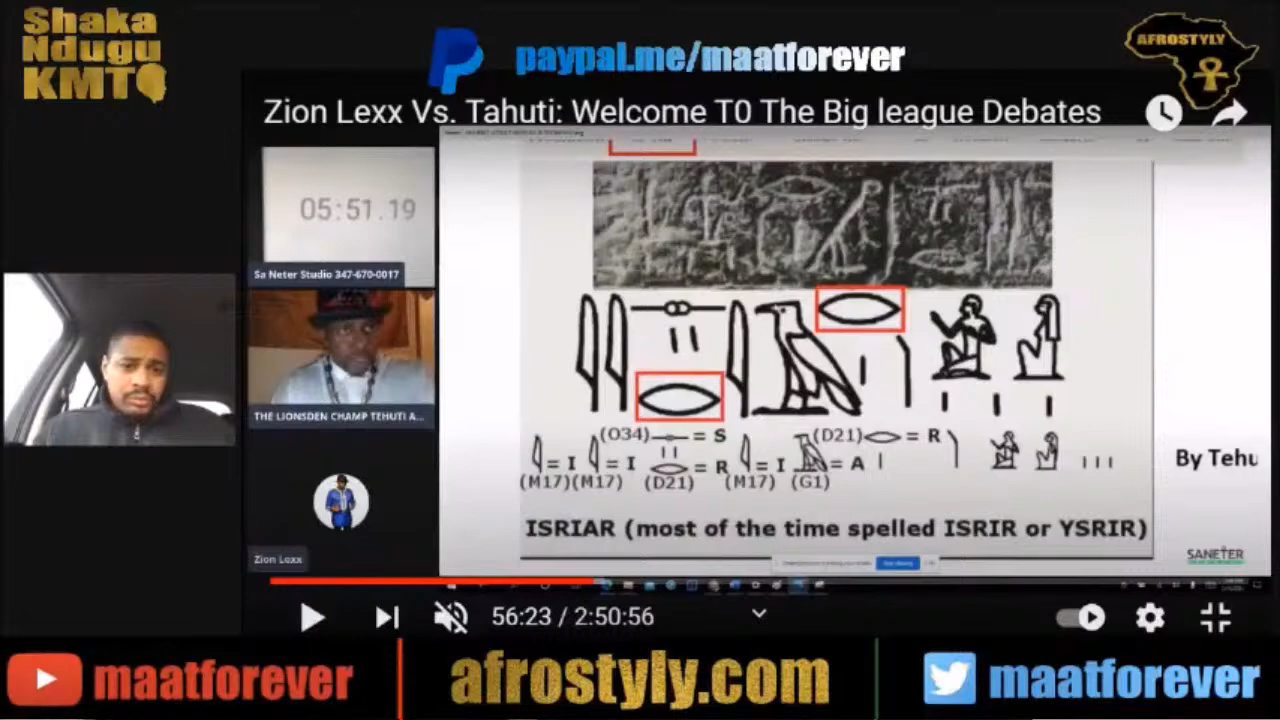 Shaka
Ndugu
KMT
paypal.me/maatforever
AFROSTYLY
Zion Lexx Vs. Tahuti: Welcome T0 The Big league Debates
05:51.19
Sa Neter Studio 347-670-0017
THE LIONSDEN CHAMP TEHUTI A...
Zion Lexx
(O34) = S
(D21) = R
= I = I = R = I = A
(M17)(M17) (D21) (M17) (G1)
By Tehu
ISRIAR (most of the time spelled ISRIR or YSRIR)
SANETER
56:23 / 2:50:56
maatforever
afrostyly.com
maatforever